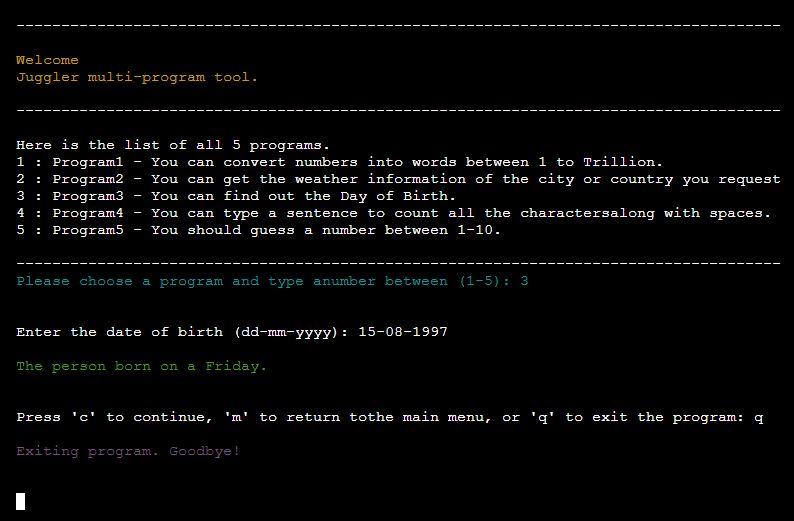 -------------------------------------------------------------------------------------
Welcome
Juggler multi-program tool.
-------------------------------------------------------------------------------------
Here is the list of all 5 programs.
1 : Program1 - You can convert numbers into words between 1 to Trillion.
2 : Program2 - You can get the weather information of the city or country you request
3 : Program3 - You can find out the Day of Birth.
4 : Program4 - You can type a sentence to count all the charactersalong with spaces.
5 : Program5 - You should guess a number between 1-10.
-------------------------------------------------------------------------------------
Please choose a program and type anumber between (1-5): 3
Enter the date of birth (dd-mm-yyyy): 15-08-1997
The person born on a Friday.
Press 'c' to continue, 'm' to return tothe main menu, or 'q' to exit the program: q
Exiting program. Goodbye!